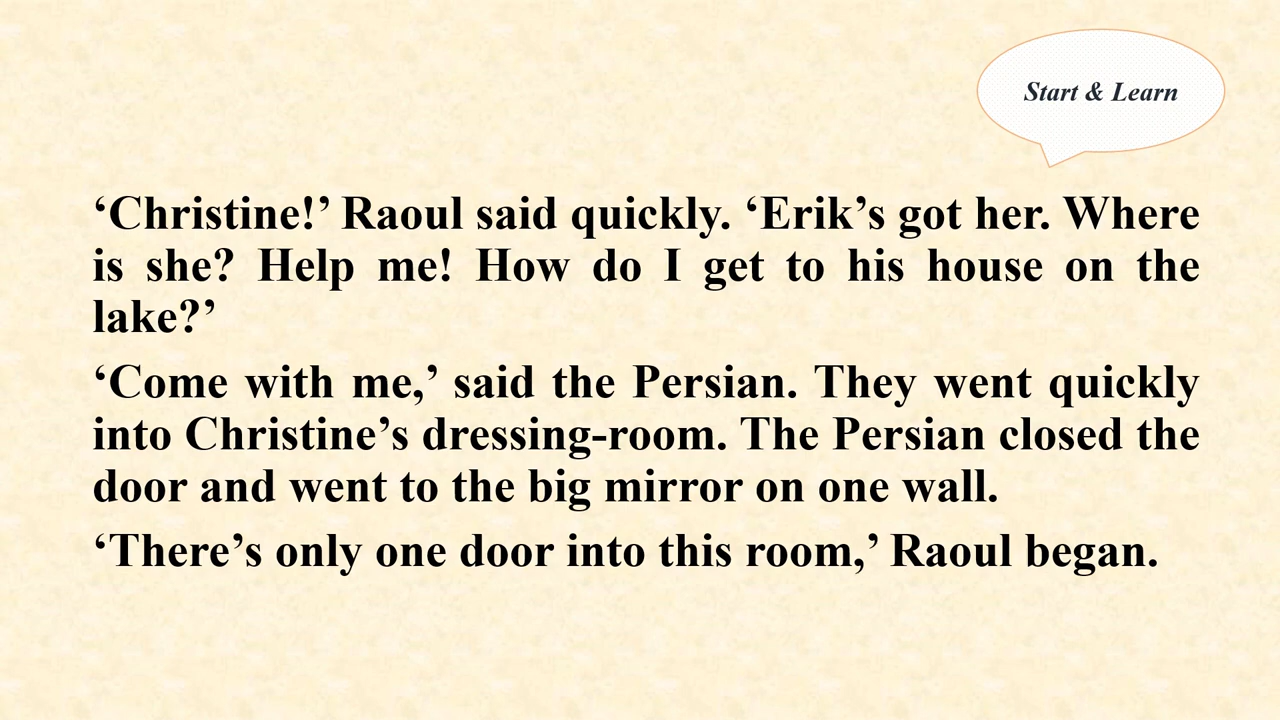 Start & Learn
‘Christine!’ Raoul said quickly. ‘Erik’s got her. Where
is she? Help me! How do I get to his house on the
lake?’
‘Come with me,’ said the Persian. They went quickly
into Christine’s dressing-room. The Persian closed the
door and went to the big mirror on one wall.
‘There’s only one door into this room,’ Raoul began.